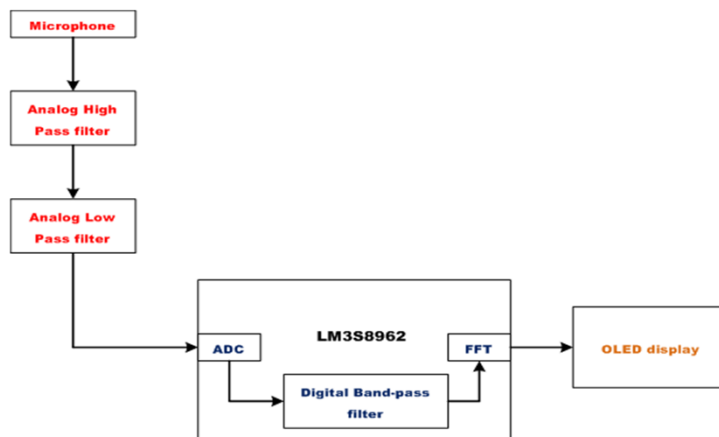 Microphone
Analog High
Pass filter
Analog Low
Pass filter
LM3S8962
ADC
FFT
OLED display
Digital Band-pass
filter